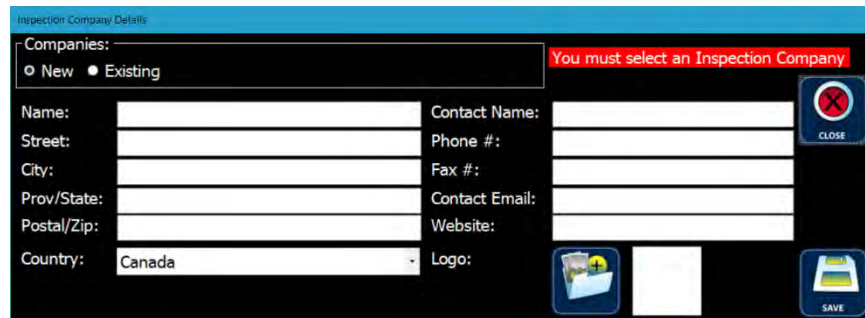 Inspection Company Details
Companies:
New Existing
You must select an Inspection Company
Name:
Contact Name:
CLOSE
Street:
Phone #:
City:
Fax #:
Prov/State:
Contact Email:
Postal/Zip:
Website:
Country:
Canada
Logo:
SAVE